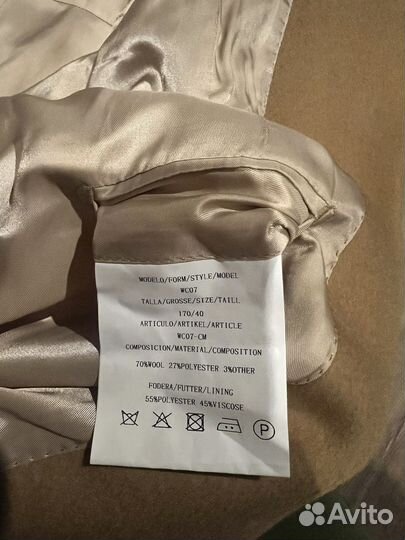 MODELO/FORM/STYLE/MODEL
WC07
TALLA/GROSSE/SIZE/TAILL
170/40
ARTICULO/ARTIKEL/ARTICLE
WC07-CM
COMPOSICION/MATERIAL/COMPOSITION
70%WOOL 27%POLYESTER 3%OTHER
FODERA/FUTTER/LINING
55%POLYESTER 45%VISCOSE
P
Avito